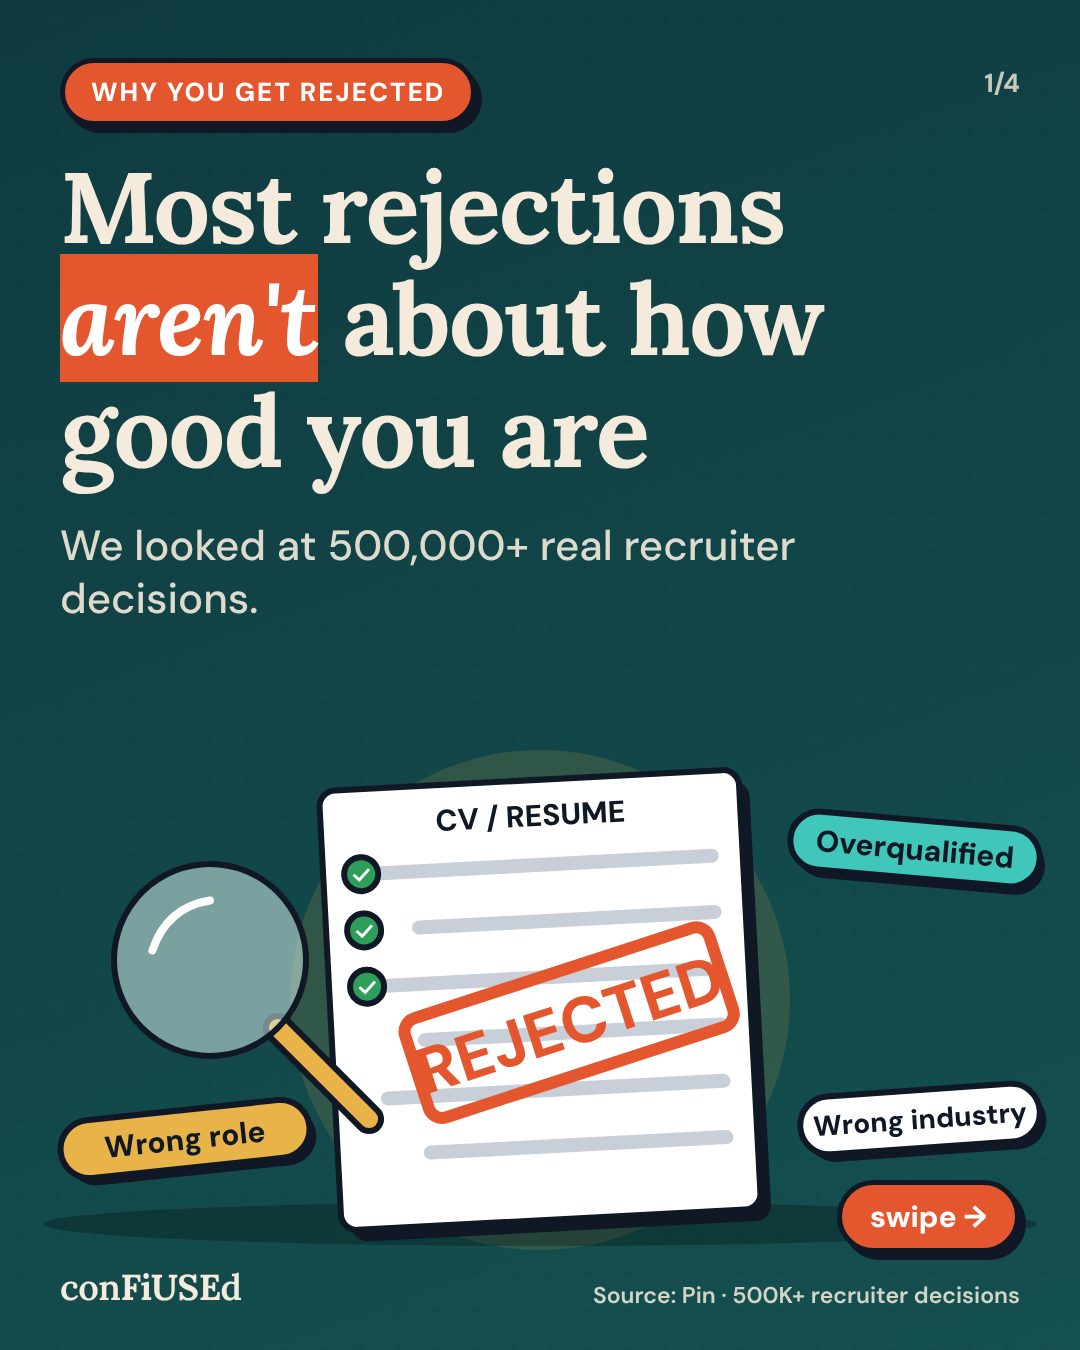 WHY YOU GET REJECTED
1/4
Most rejections
aren't about how
good you are
We looked at 500,000+ real recruiter
decisions.
CV / RESUME
Overqualified
REJECTED
Wrong role
Wrong industry
swipe →
conFiUSEd
Source: Pin · 500K+ recruiter decisions